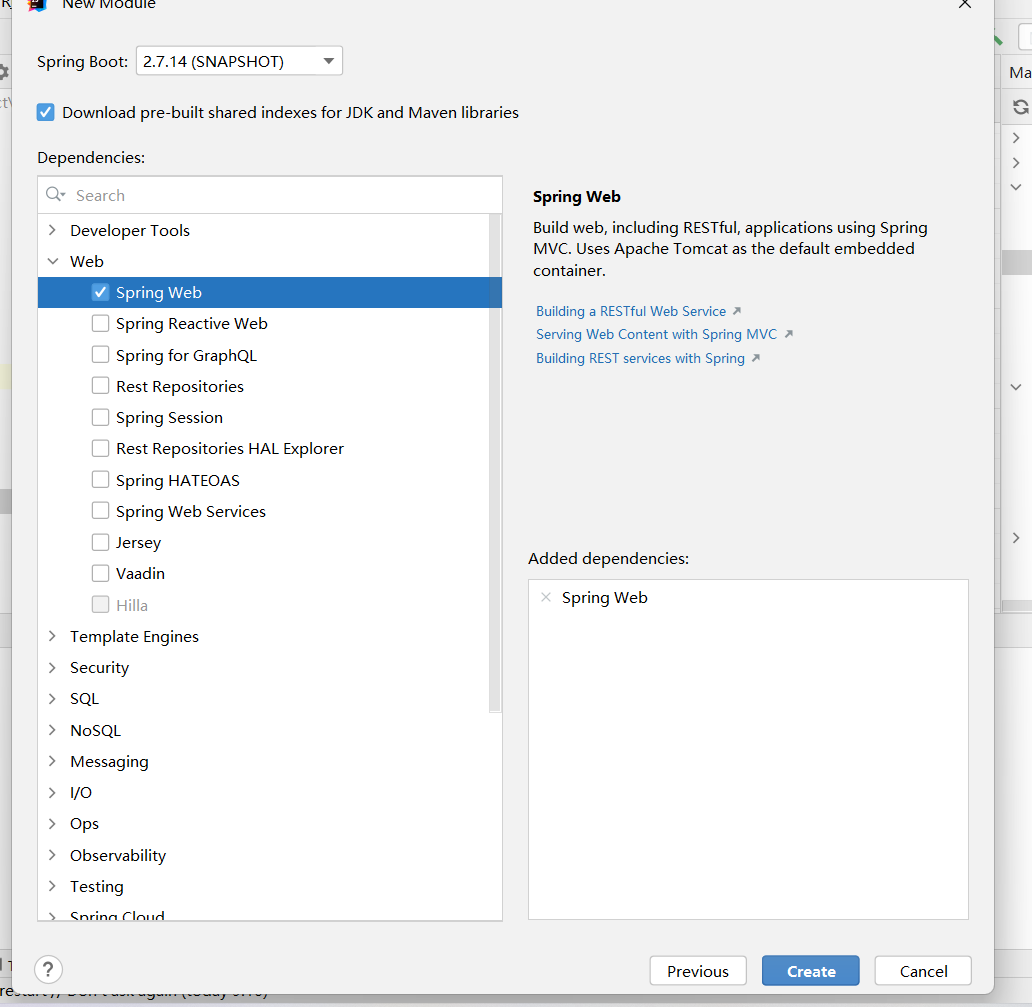 New Module
Spring Boot:
2.7.14 (SNAPSHOT)
Download pre-built shared indexes for JDK and Maven libraries
Dependencies:
Search
Developer Tools
Web
Spring Web
Spring Reactive Web
Spring for GraphQL
Rest Repositories
Spring Session
Rest Repositories HAL Explorer
Spring HATEOAS
Spring Web Services
Jersey
Vaadin
Hilla
Template Engines
Security
SQL
NoSQL
Messaging
I/O
Ops
Observability
Testing
Spring Cloud
Spring Web
Build web, including RESTful, applications using Spring
MVC. Uses Apache Tomcat as the default embedded
container.
Building a RESTful Web Service
Serving Web Content with Spring MVC
Building REST services with Spring
Added dependencies:
Spring Web
?
Previous
Create
Cancel
Ma
restart // Don't ask again (today